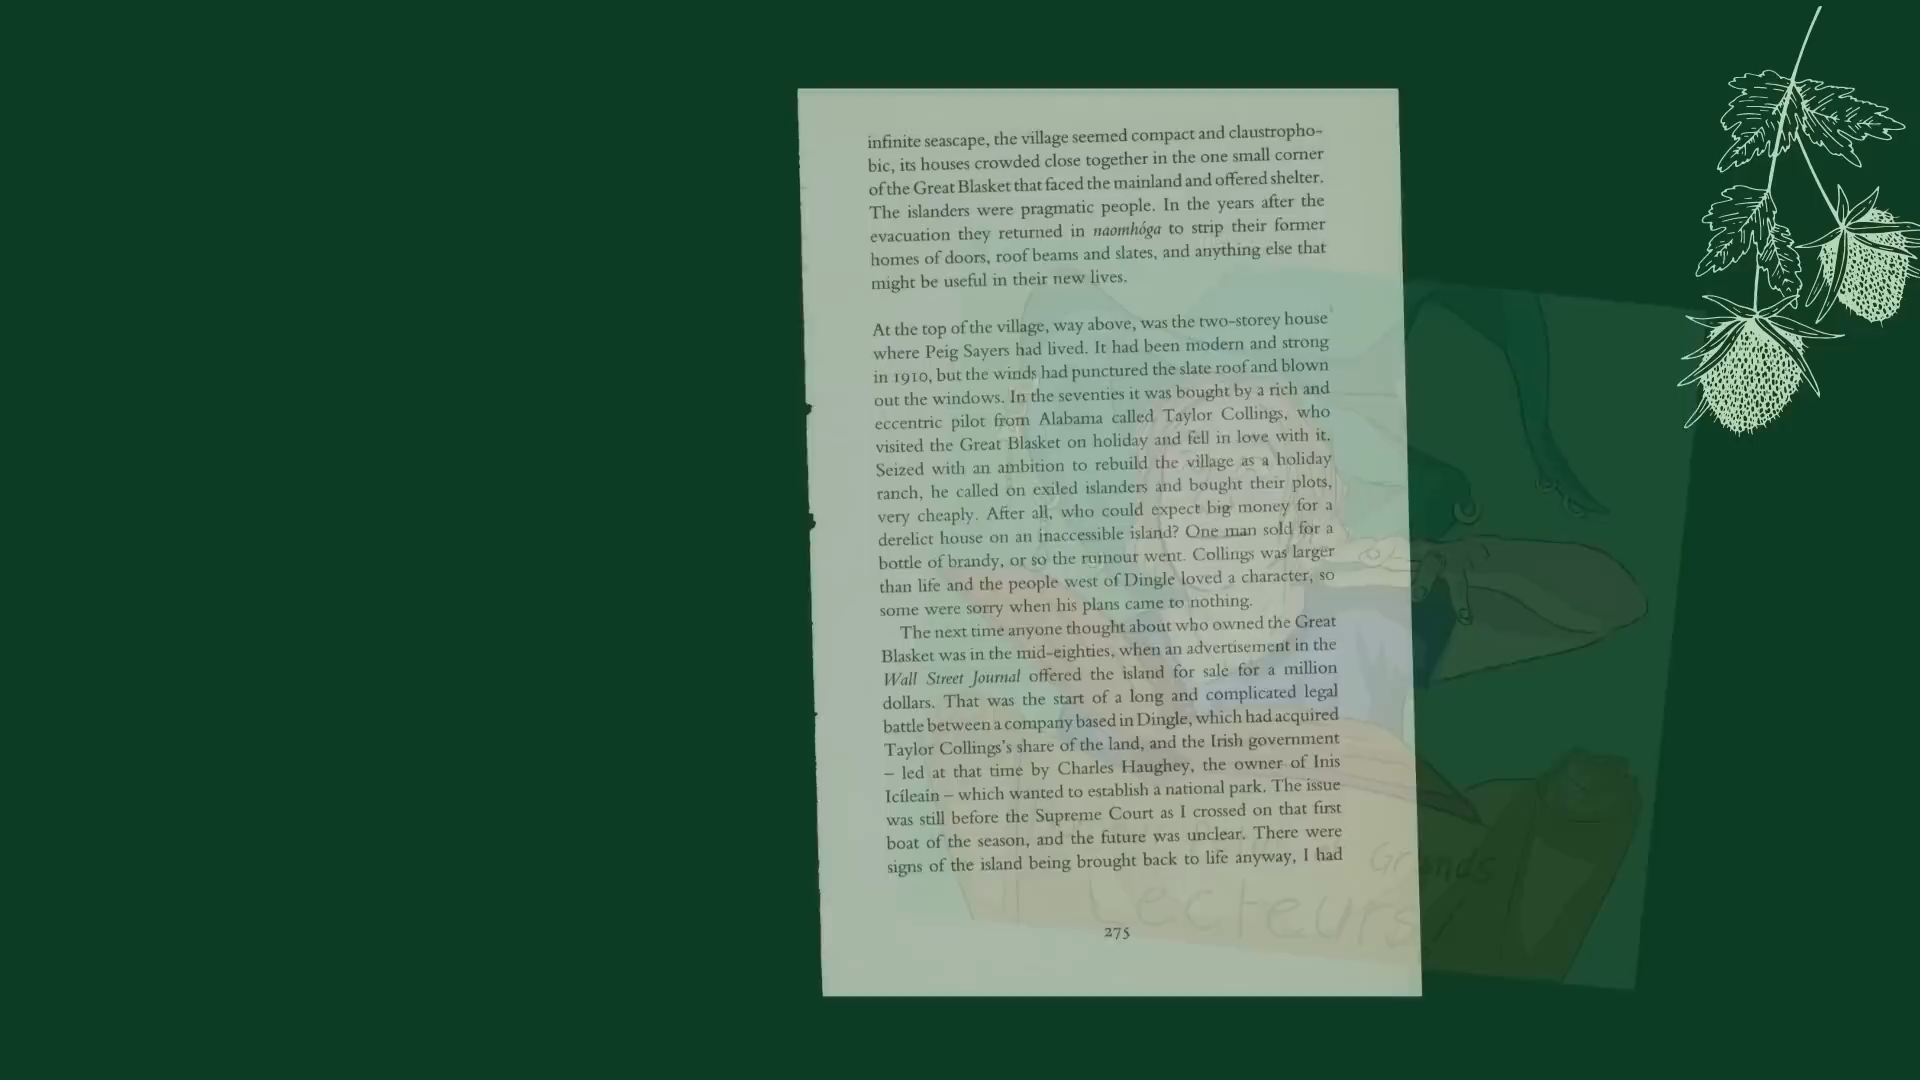 infinite seascape, the village seemed compact and claustropho-
bic, its houses crowded close together in the one small corner
of the Great Blasket that faced the mainland and offered shelter.
The islanders were pragmatic people. In the years after the
evacuation they returned in naomhóga to strip their former
homes of doors, roof beams and slates, and anything else that
might be useful in their new lives.
At the top of the village, way above, was the two-storey house
where Peig Sayers had lived. It had been modern and strong
in 1910, but the winds had punctured the slate roof and blown
out the windows. In the seventies it was bought by a rich and
eccentric pilot from Alabama called Taylor Collings, who
visited the Great Blasket on holiday and fell in love with it.
Seized with an ambition to rebuild the village as a holiday
ranch, he called on exiled islanders and bought their plots,
very cheaply. After all, who could expect big money for a
derelict house on an inaccessible island? One man sold for a
bottle of brandy, or so the rumour went. Collings was larger
than life and the people west of Dingle loved a character, so
some were sorry when his plans came to nothing.
The next time anyone thought about who owned the Great
Blasket was in the mid-eighties, when an advertisement in the
Wall Street Journal offered the island for sale for a million
dollars. That was the start of a long and complicated legal
battle between a company based in Dingle, which had acquired
Taylor Collings's share of the land, and the Irish government
– led at that time by Charles Haughey, the owner of Inis
Icíleain – which wanted to establish a national park. The issue
was still before the Supreme Court as I crossed on that first
boat of the season, and the future was unclear. There were
signs of the island being brought back to life anyway, I had
275
Grands
Lecteurs